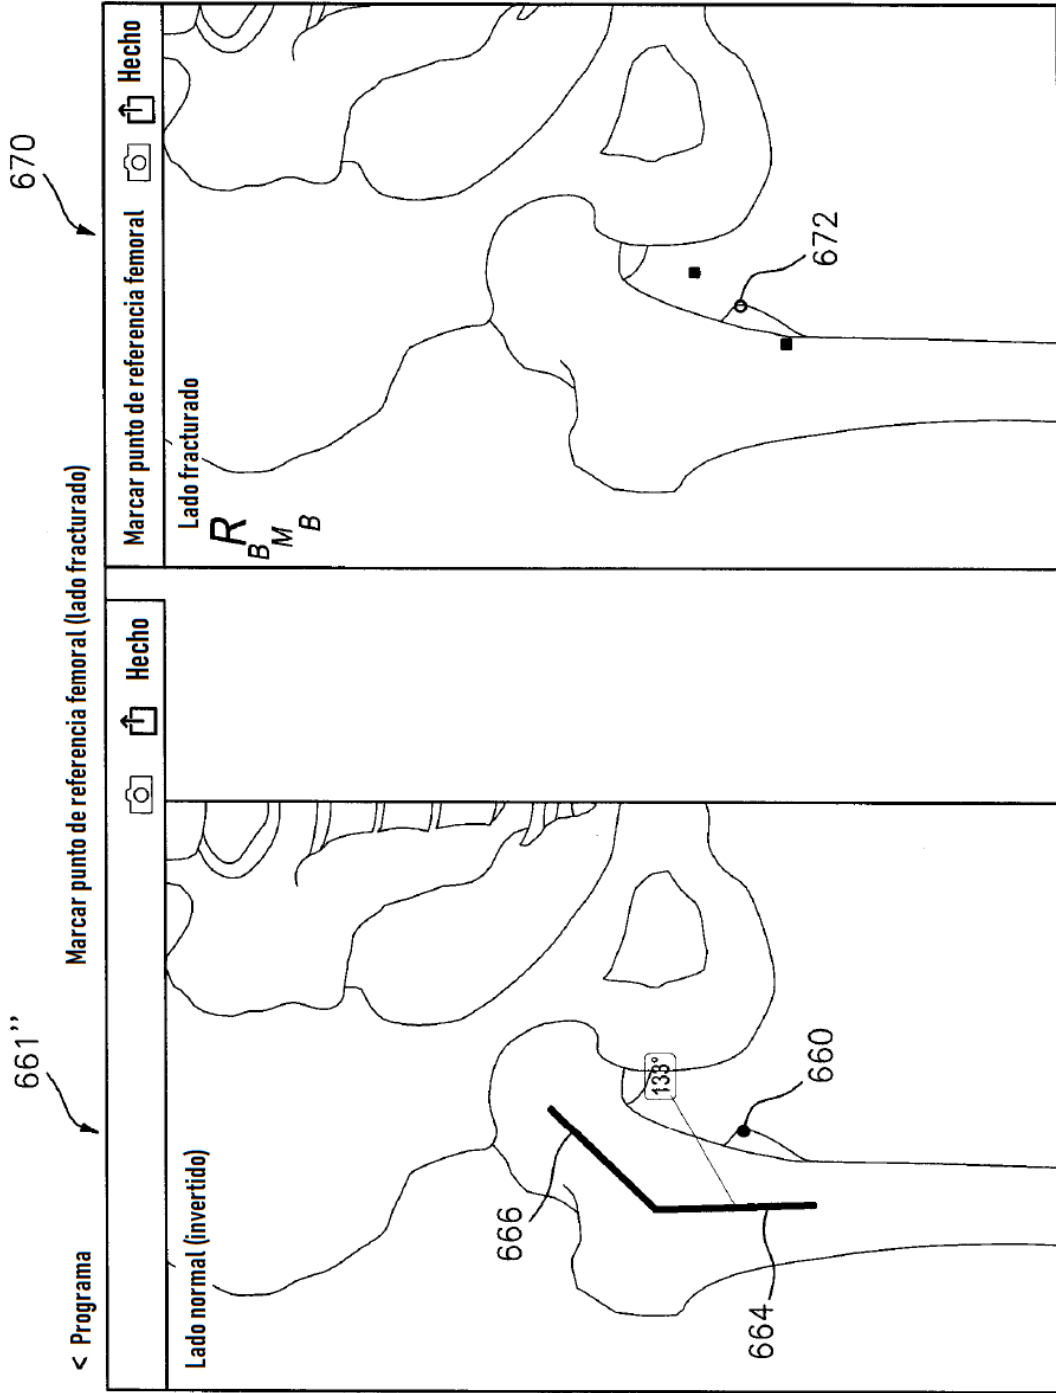 661’’
670
< Programa
Marcar punto de referencia femoral (lado fracturado)
Hecho
Marcar punto de referencia femoral
Hecho
Lado normal (invertido)
666
664
133°
660
Lado fracturado
R
B
M
B
672